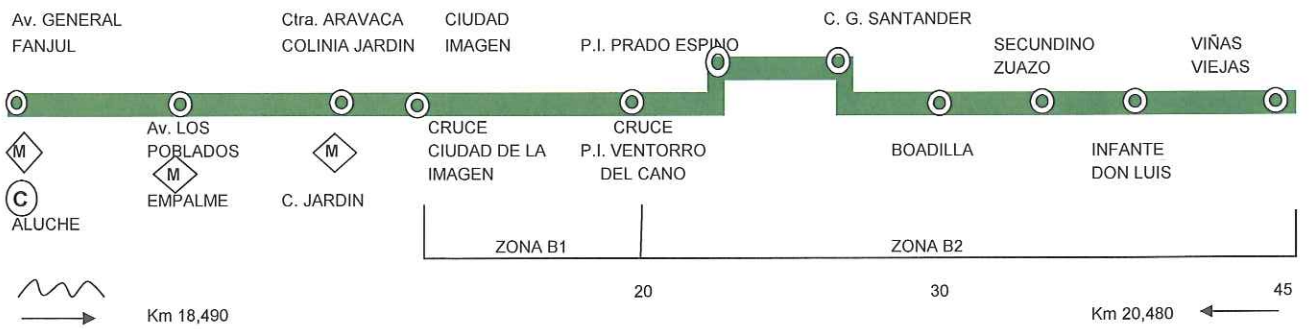 Av. GENERAL
FANJUL
Ctra. ARAVACA
COLINIA JARDIN
CIUDAD
IMAGEN
P.I. PRADO ESPINO
C. G. SANTANDER
SECUNDINO
ZUAZO
VIÑAS
VIEJAS
M
C
ALUCHE
Av. LOS
POBLADOS
M
EMPALME
M
C. JARDIN
CRUCE
CIUDAD DE LA
IMAGEN
CRUCE
P.I. VENTORRO
DEL CANO
BOADILLA
INFANTE
DON LUIS
ZONA B1
ZONA B2
20
30
45
Km 18,490
Km 20,480